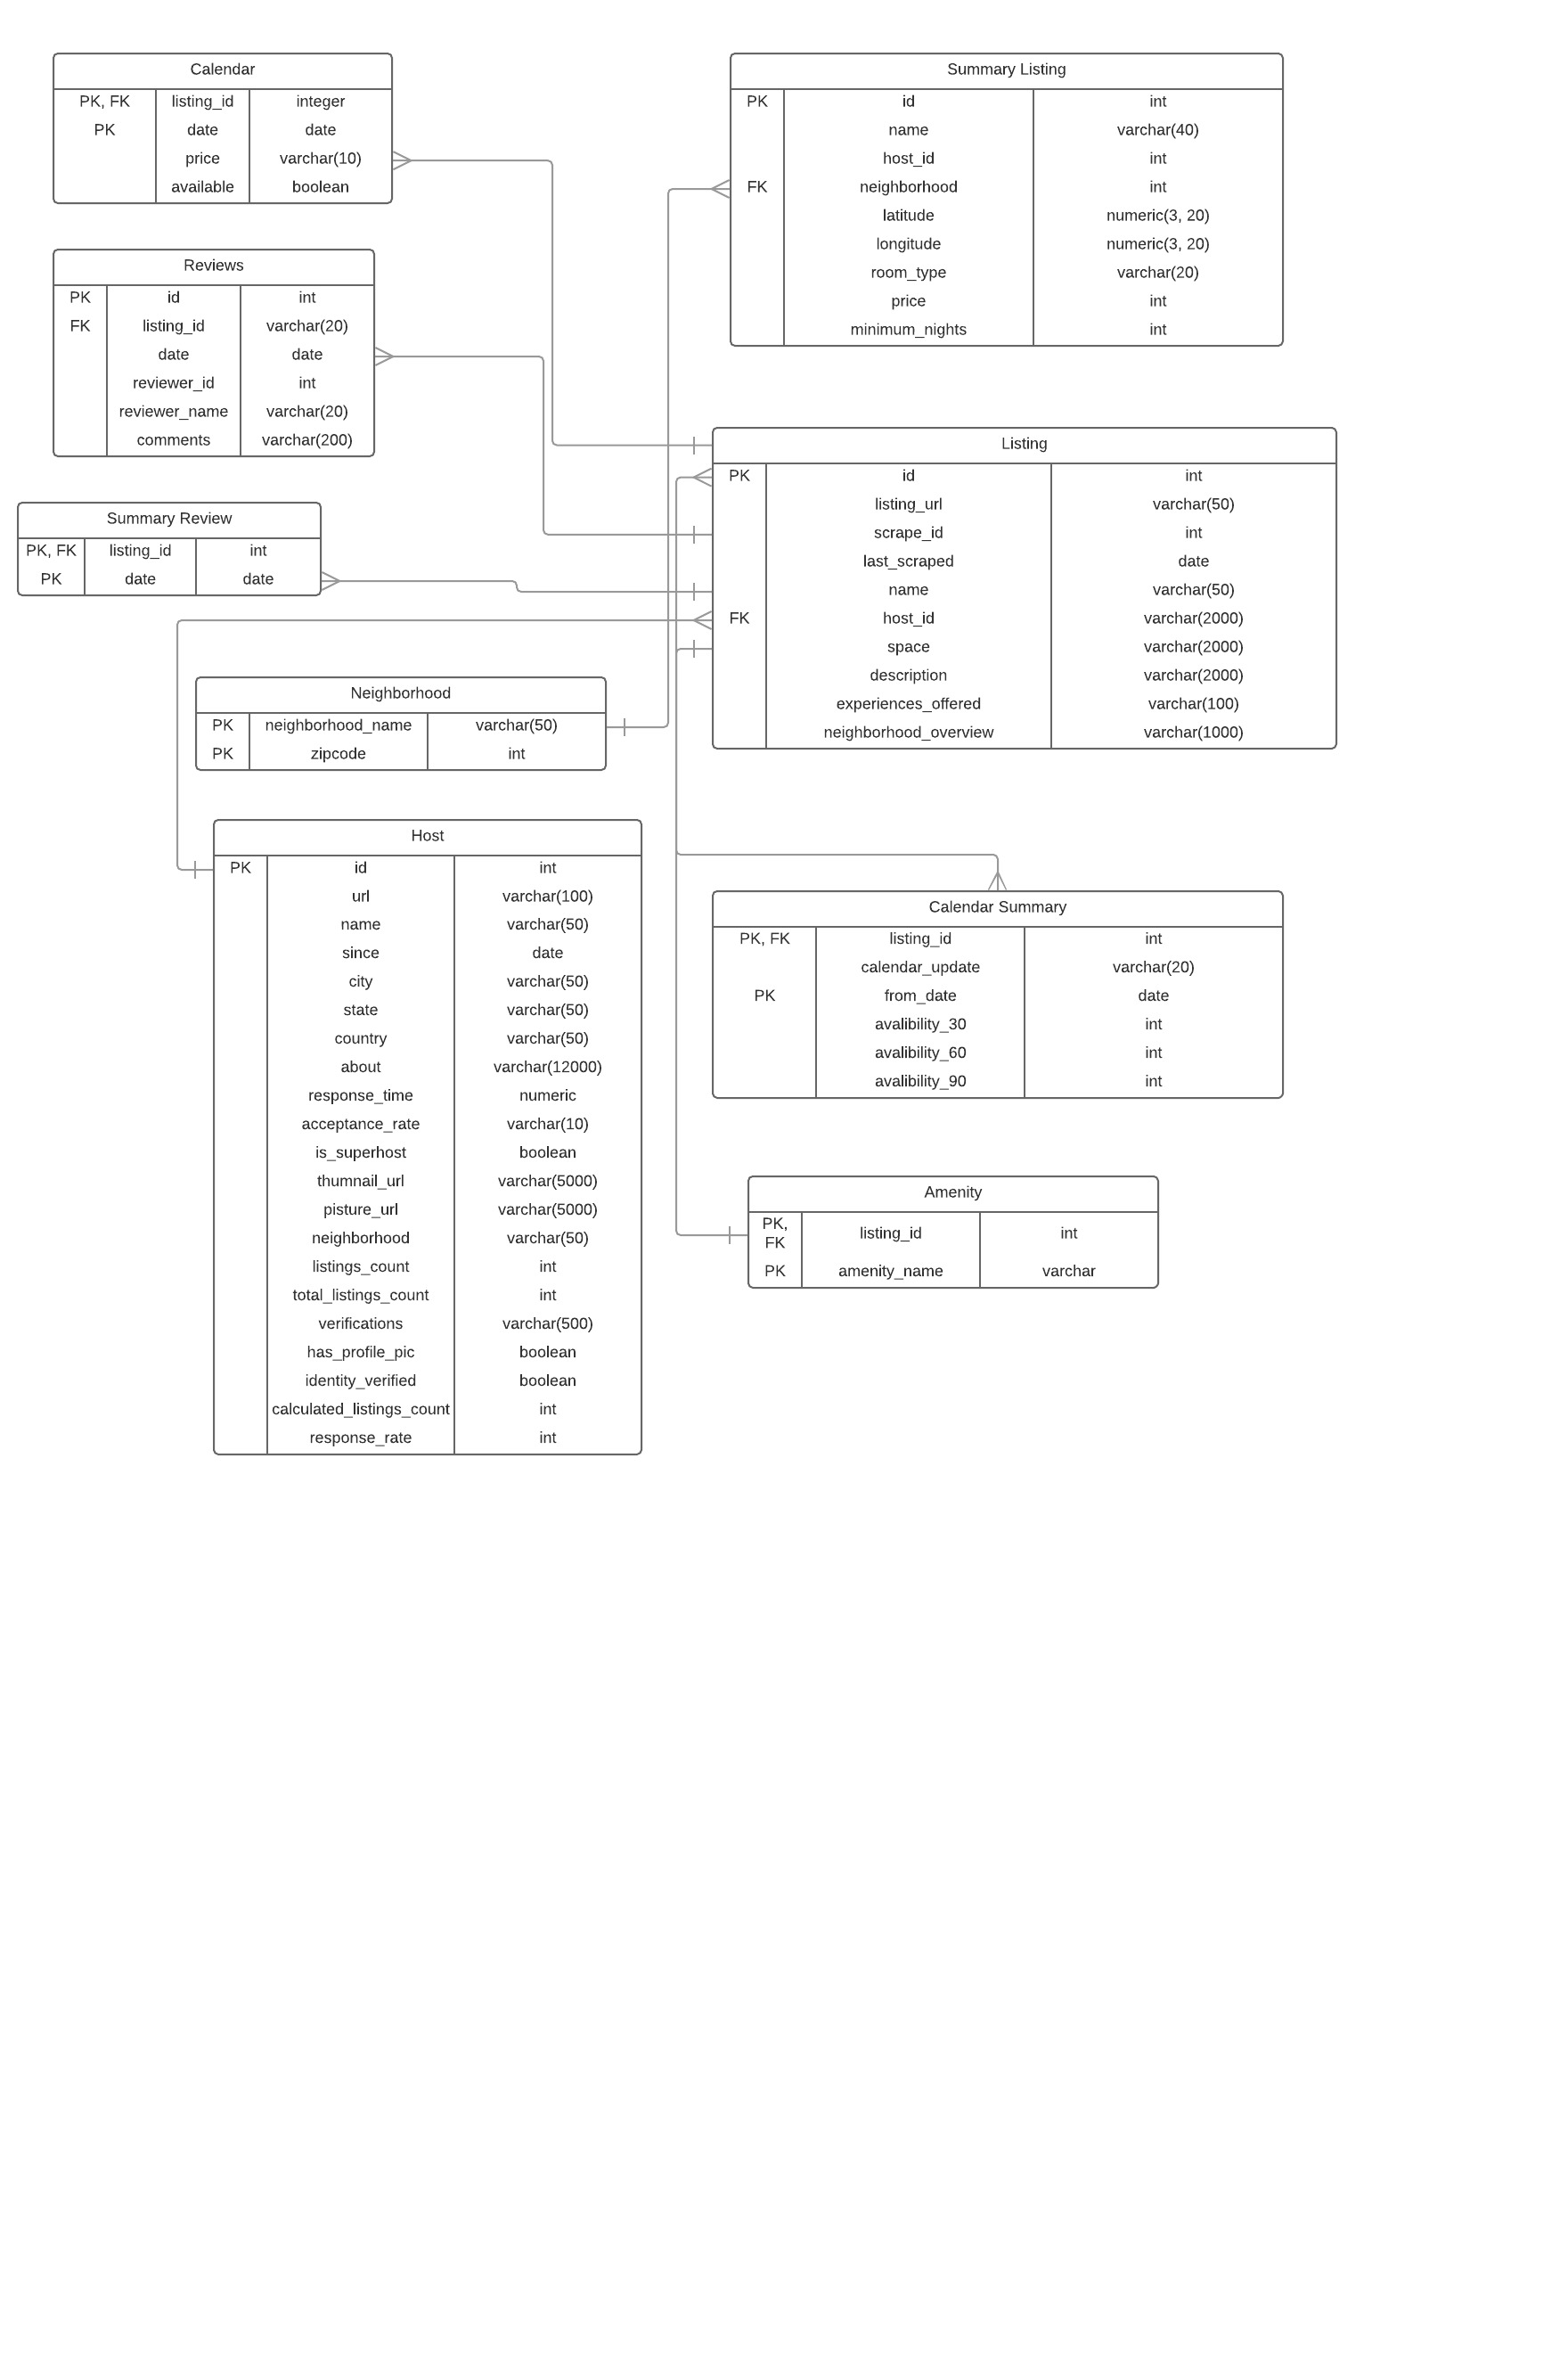 Calendar
PK, FK listing_id integer
PK date date
price varchar(10)
available boolean
Summary Listing
PK id int
name varchar(40)
host_id int
FK neighborhood int
latitude numeric(3, 20)
longitude numeric(3, 20)
room_type varchar(20)
price int
minimum_nights int
Reviews
PK id int
FK listing_id varchar(20)
date date
reviewer_id int
reviewer_name varchar(20)
comments varchar(200)
Listing
PK id int
listing_url varchar(50)
scrape_id int
last_scraped date
name varchar(50)
FK host_id varchar(2000)
space varchar(2000)
description varchar(2000)
experiences_offered varchar(100)
neighborhood_overview varchar(1000)
Summary Review
PK, FK listing_id int
PK date date
Neighborhood
PK neighborhood_name varchar(50)
PK zipcode int
Host
PK id int
url varchar(100)
name varchar(50)
since date
city varchar(50)
state varchar(50)
country varchar(50)
about varchar(12000)
response_time numeric
acceptance_rate varchar(10)
is_superhost boolean
thumnail_url varchar(5000)
pisture_url varchar(5000)
neighborhood varchar(50)
listings_count int
total_listings_count int
verifications varchar(500)
has_profile_pic boolean
identity_verified boolean
calculated_listings_count int
response_rate int
Calendar Summary
PK, FK listing_id int
calendar_update varchar(20)
PK from_date date
avalibility_30 int
avalibility_60 int
avalibility_90 int
Amenity
PK,
FK listing_id int
PK amenity_name varchar